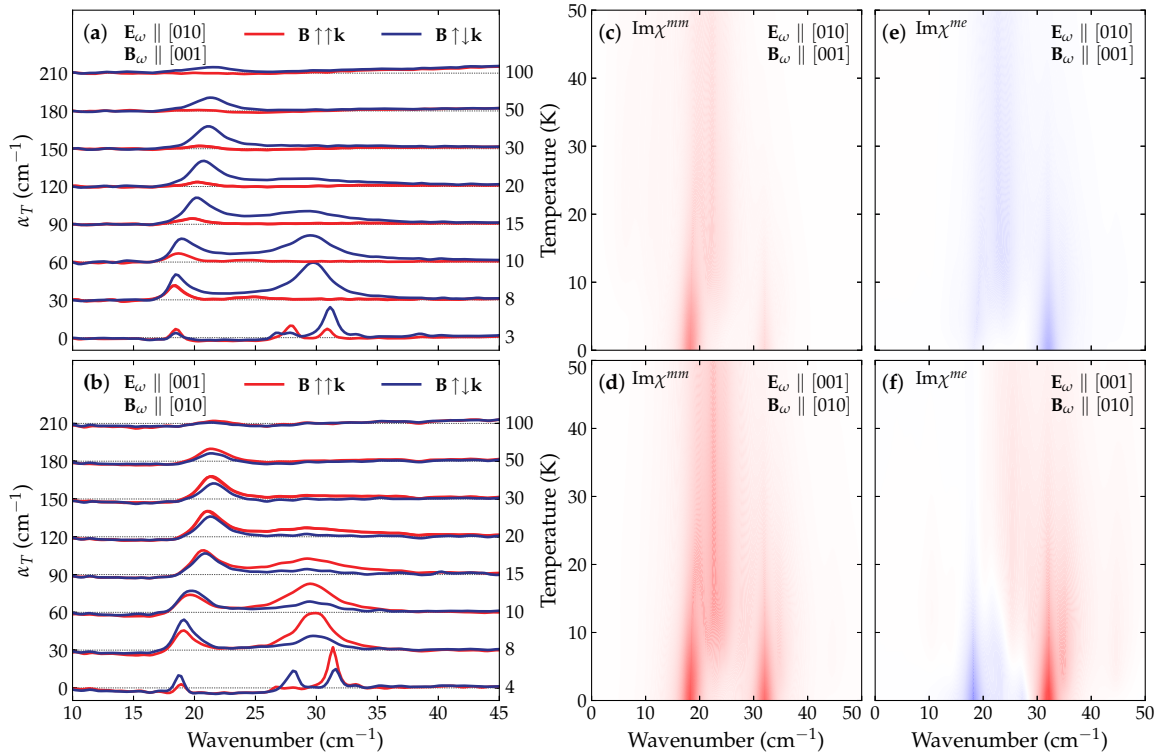 (a) E_ω ∥ [010] B ↑↑k B ↑↓k
B_ω ∥ [001]
α_T (cm⁻¹)
210
180
150
120
90
60
30
0
100
50
30
20
15
10
8
3
(b) E_ω ∥ [001] B ↑↑k B ↑↓k
B_ω ∥ [010]
α_T (cm⁻¹)
210
180
150
120
90
60
30
0
100
50
30
20
15
10
8
4
10 15 20 25 30 35 40 45
Wavenumber (cm⁻¹)
(c) Imχ^{mm} E_ω ∥ [010]
B_ω ∥ [001]
Temperature (K)
50
40
30
20
10
0
(e) Imχ^{me} E_ω ∥ [010]
B_ω ∥ [001]
(d) Imχ^{mm} E_ω ∥ [001]
B_ω ∥ [010]
Temperature (K)
50
40
30
20
10
0
0 10 20 30 40 50
Wavenumber (cm⁻¹)
(f) Imχ^{me} E_ω ∥ [001]
B_ω ∥ [010]
0 10 20 30 40 50
Wavenumber (cm⁻¹)